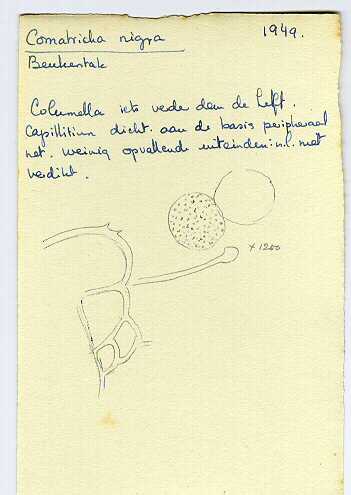 Comatricha nigra 1949.
Beukentak
Columella iets verder dan de helft.
Capillitium dicht. aan de basis peripheraal
net. weinig opvallende uiteinden: n.l. niet
verdikt.
× 1200